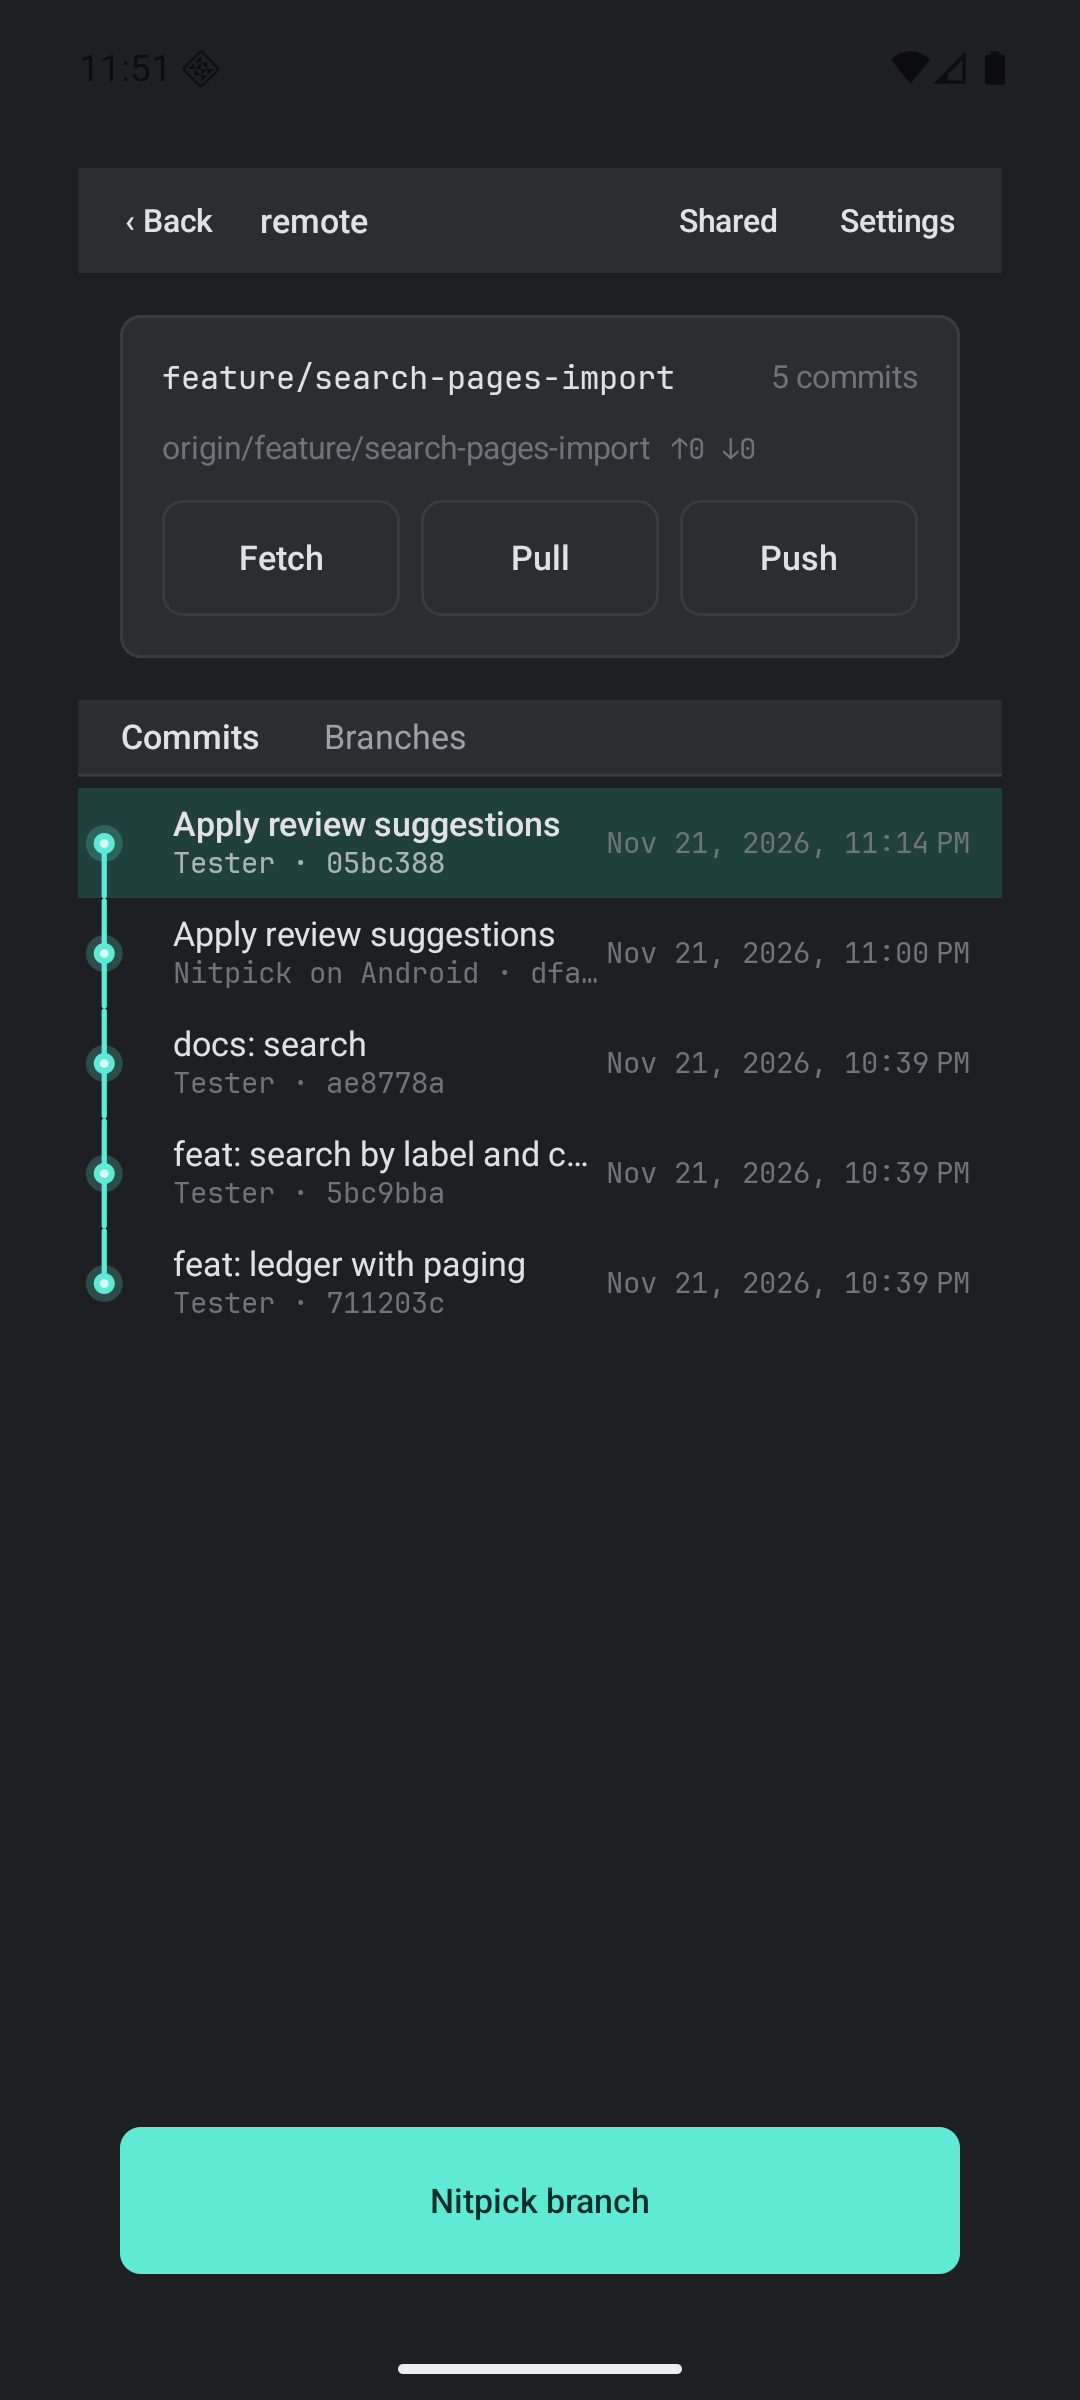 11:51
‹ Back remote Shared Settings
feature/search-pages-import 5 commits
origin/feature/search-pages-import ↑0 ↓0
Fetch Pull Push
Commits Branches
Apply review suggestions
Tester · 05bc388
Nov 21, 2026, 11:14 PM
Apply review suggestions
Nitpick on Android · dfa…
Nov 21, 2026, 11:00 PM
docs: search
Tester · ae8778a
Nov 21, 2026, 10:39 PM
feat: search by label and c…
Tester · 5bc9bba
Nov 21, 2026, 10:39 PM
feat: ledger with paging
Tester · 711203c
Nov 21, 2026, 10:39 PM
Nitpick branch